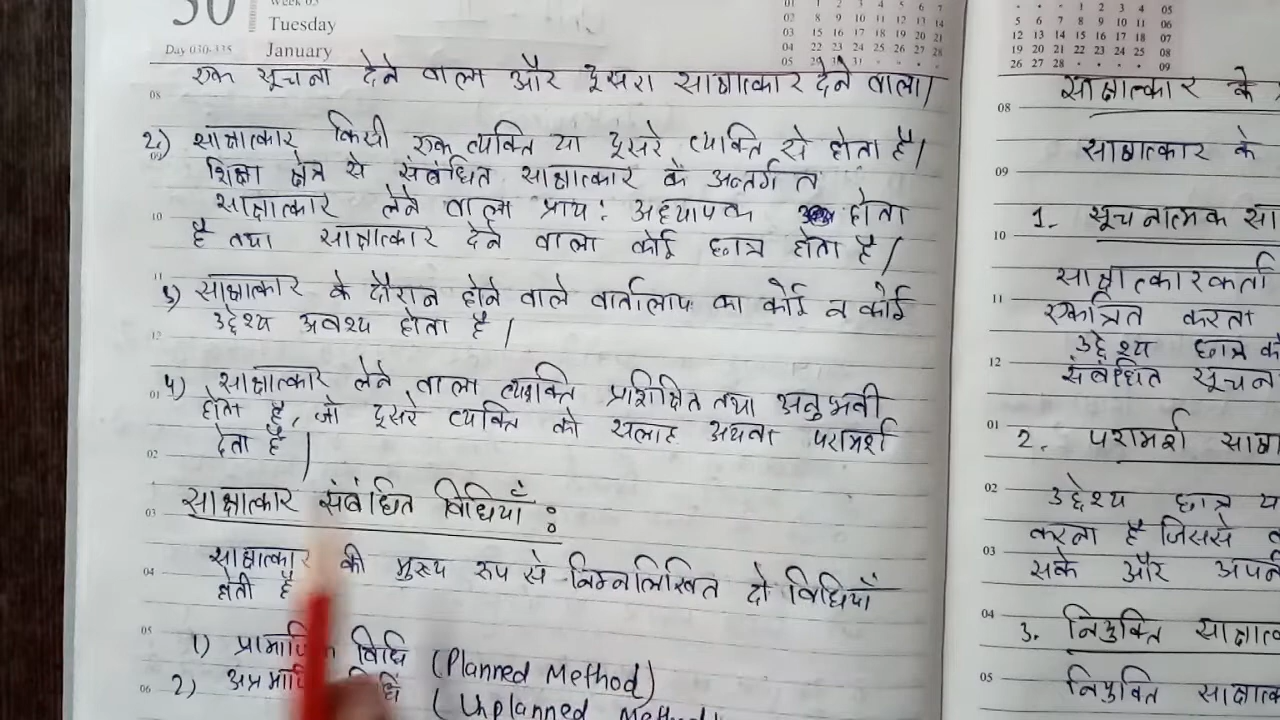 30
Tuesday
Day 030-335
January
एक सूचना देने वाला और दूसरा साक्षात्कार देने वाला।
2) साक्षात्कार किसी एक व्यक्ति या दूसरे व्यक्ति से होता है।
शिक्षा क्षेत्र से संबंधित साक्षात्कार के अन्तर्गत
साक्षात्कार लेने वाला प्रायः अध्यापक होता
है तथा साक्षात्कार देने वाला कोई छात्र होता है।
3) साक्षात्कार के दौरान होने वाले वार्तालाप का कोई न कोई
उद्देश्य अवश्य होता है।
4) साक्षात्कार लेने वाला व्यक्ति प्रशिक्षित तथा अनुभवी
होता है, जो दूसरे व्यक्ति को सलाह अथवा परामर्श
देता है।
साक्षात्कार संबंधित विधियाँ :
साक्षात्कार की मुख्य रूप से निम्नलिखित दो विधियाँ
होती है
1) विधि (Planned Method)
2) (Unplanned
साक्षात्कार के
साक्षात्कार के
1. सूचनात्मक
साक्षात्कारकर्ता
एकत्रित करता
उद्देश्य छात्र
संबंधित
2. परामर्श
उद्देश्य छात्र
करना है जिससे
सके और
3. नियुक्ति
नियुक्ति